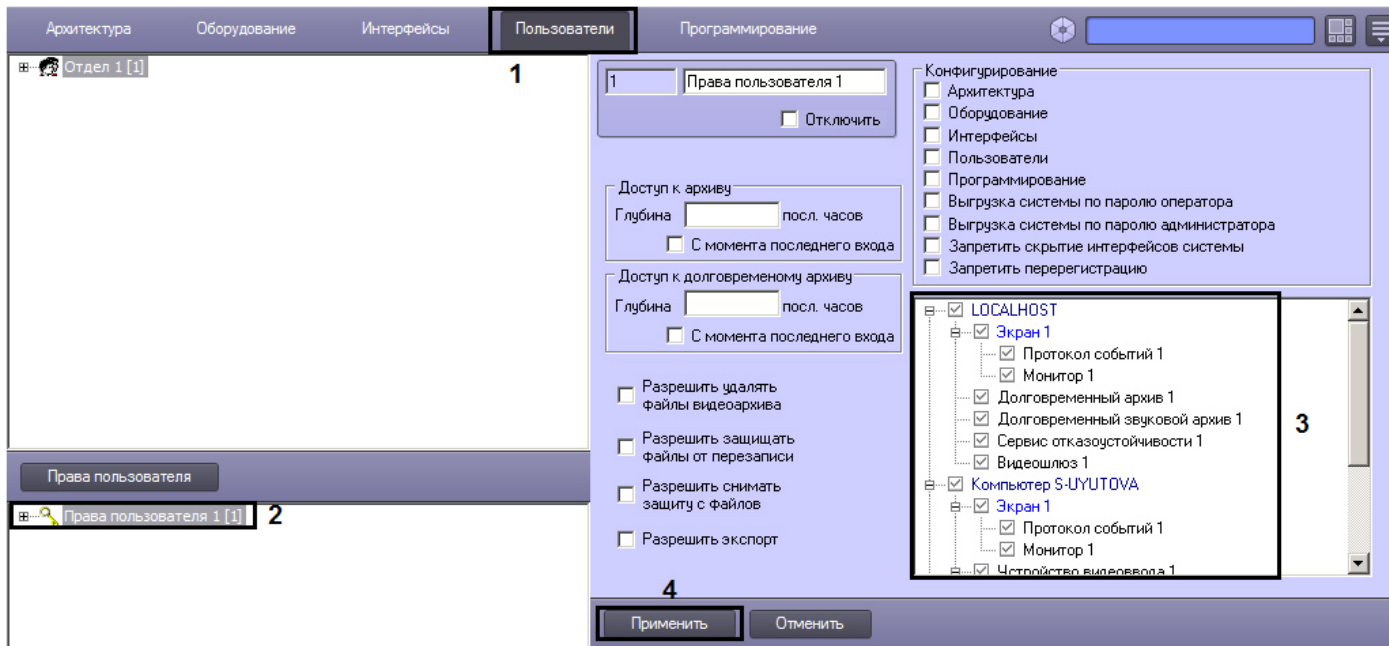 Архитектура
Оборудование
Интерфейсы
Пользователи
Программирование
1
Отдел 1 [1]
1
Права пользователя 1
Отключить
Доступ к архиву
Глубина
посл. часов
С момента последнего входа
Доступ к долговременому архиву
Глубина
посл. часов
С момента последнего входа
Разрешить удалять
файлы видеоархива
Разрешить защищать
файлы от перезаписи
Разрешить снимать
защиту с файлов
Разрешить экспорт
Конфигурирование
Архитектура
Оборудование
Интерфейсы
Пользователи
Программирование
Выгрузка системы по паролю оператора
Выгрузка системы по паролю администратора
Запретить скрытие интерфейсов системы
Запретить перерегистрацию
LOCALHOST
Экран 1
Протокол событий 1
Монитор 1
Долговременный архив 1
Долговременный звуковой архив 1
Сервис отказоустойчивости 1
Видеошлюз 1
Компьютер S-UYUTOVA
Экран 1
Протокол событий 1
Монитор 1
Устройство видеоввода 1
3
Права пользователя
Права пользователя 1 [1]
2
4
Применить
Отменить